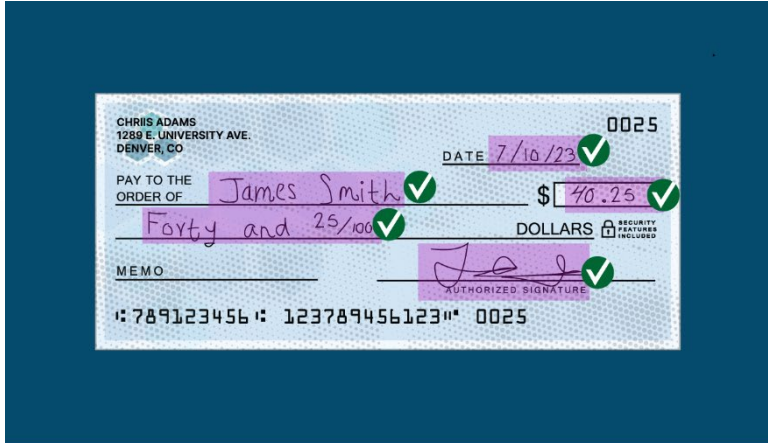 CHRIIS ADAMS
1289 E. UNIVERSITY AVE.
DENVER, CO
0025
DATE 7/10/23
PAY TO THE
ORDER OF James Smith $ 40.25
Forty and 25/100 DOLLARS SECURITY FEATURES INCLUDED
MEMO
AUTHORIZED SIGNATURE
⑆789123456⑆ 123789456123⑈ 0025